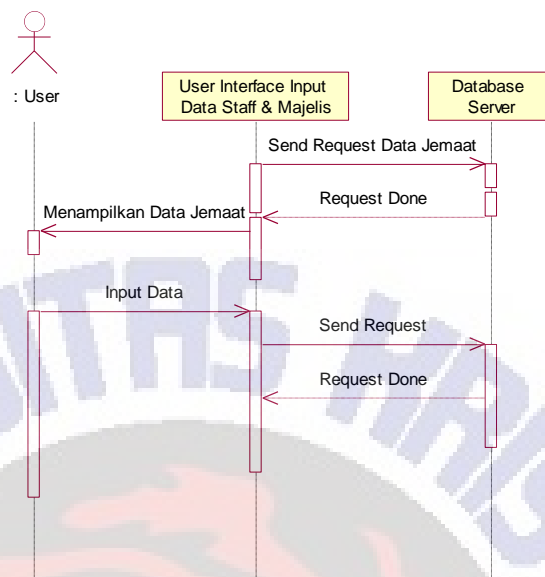 : User
User Interface Input
Data Staff & Majelis
Database
Server
Send Request Data Jemaat
Request Done
Menampilkan Data Jemaat
Input Data
Send Request
Request Done